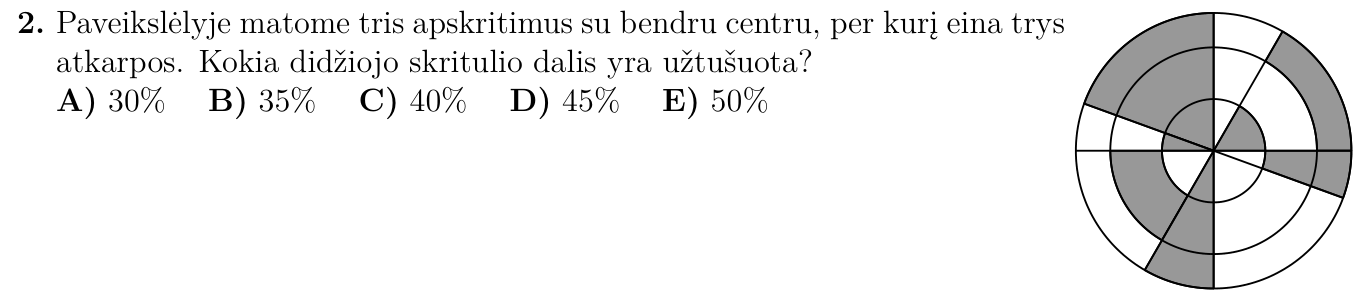 2. Paveikslėlyje matome tris apskritimus su bendru centru, per kurį eina trys
atkarpos. Kokia didžiojo skritulio dalis yra užtušuota?
A) 30% B) 35% C) 40% D) 45% E) 50%